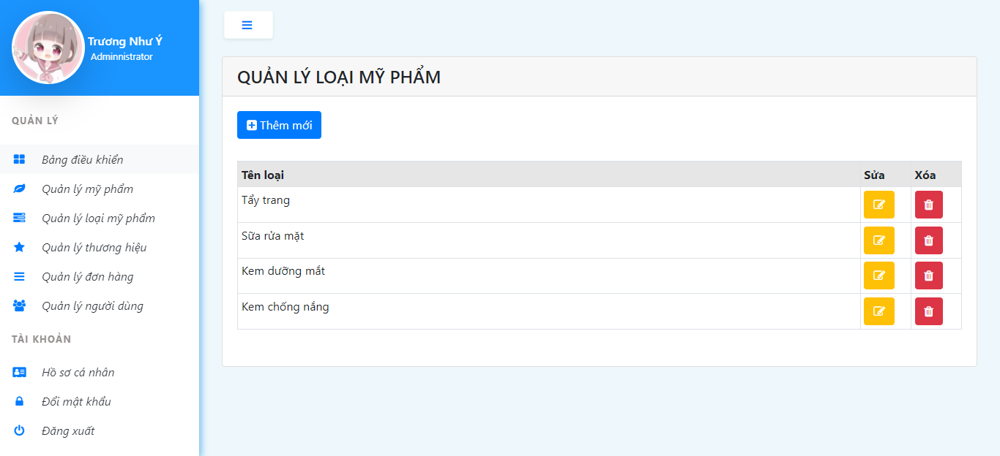 Trương Như Ý
Adminnistrator
QUẢN LÝ
Bảng điều khiển
Quản lý mỹ phẩm
Quản lý loại mỹ phẩm
Quản lý thương hiệu
Quản lý đơn hàng
Quản lý người dùng
TÀI KHOẢN
Hồ sơ cá nhân
Đổi mật khẩu
Đăng xuất
QUẢN LÝ LOẠI MỸ PHẨM
Thêm mới
Tên loại Sửa Xóa
Tẩy trang
Sữa rửa mặt
Kem dưỡng mắt
Kem chống nắng